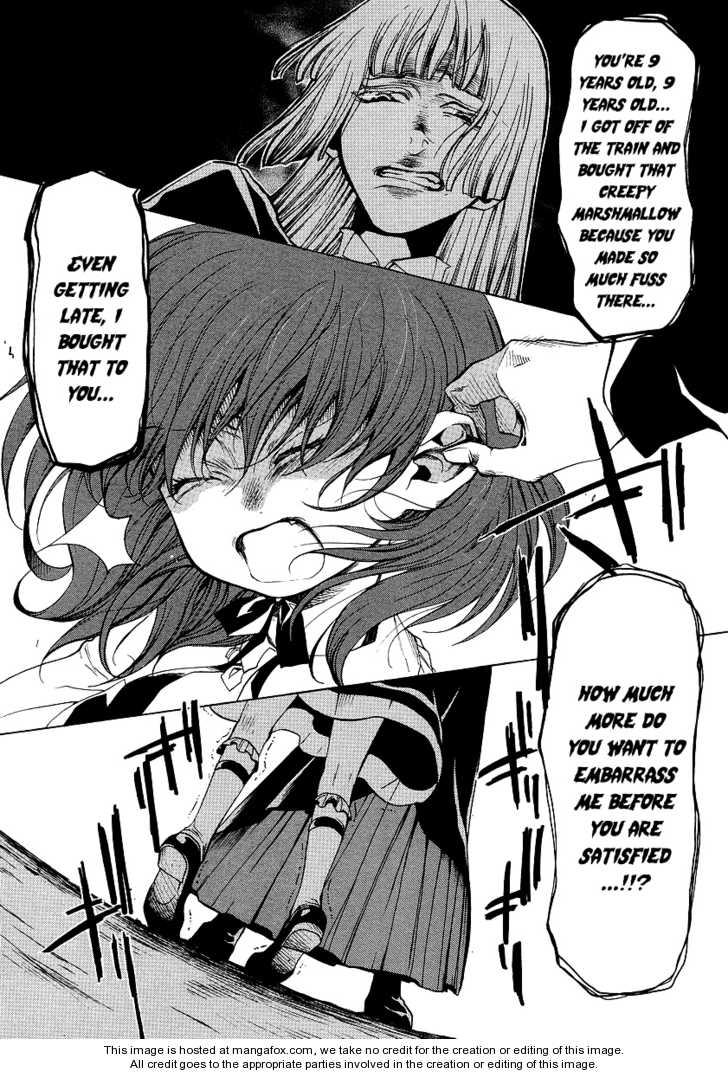 YOU'RE 9
YEARS OLD, 9
YEARS OLD...
I GOT OFF OF
THE TRAIN AND
BOUGHT THAT
CREEPY
MARSHMALLOW
BECAUSE YOU
MADE SO
MUCH FUSS
THERE...
EVEN
GETTING
LATE, I
BOUGHT
THAT TO
YOU...
HOW MUCH
MORE DO
YOU WANT TO
EMBARRASS
ME BEFORE
YOU ARE
SATISFIED
...!!?
This image is hosted at mangafox.com, we take no credit for the creation or editing of this image.
All credit goes to the appropriate parties involved in the creation or editing of this image.